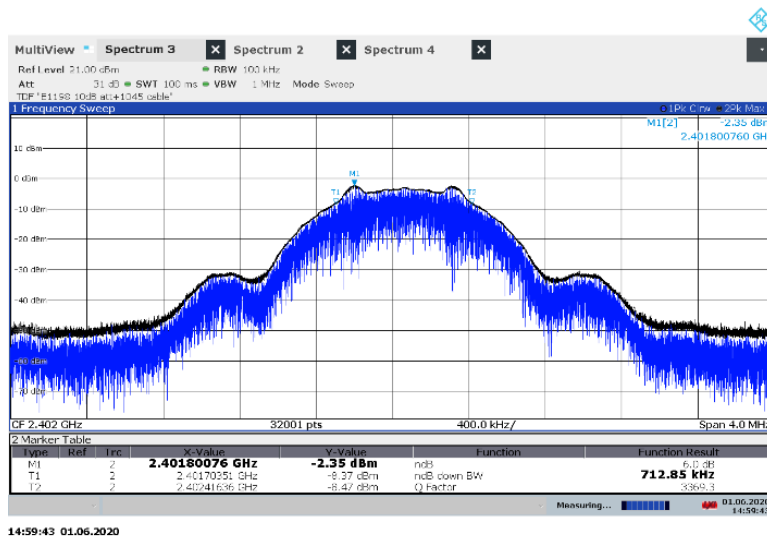 MultiView Spectrum 3 X Spectrum 2 X Spectrum 4 X
Ref Level 21.00 dBm RBW 100 kHz
Att 31 dB SWT 100 ms VBW 1 MHz Mode Sweep
TDF "E1198 10dB att+1045 cable"
1 Frequency Sweep 1Pk Clrw 2Pk Max
M1[2] -2.35 dBm
2.401800760 GH
10 dBm
0 dBm
M1
T1 T2
-10 dBm
-20 dBm
-30 dBm
-40 dBm
CF 2.402 GHz 32001 pts 400.0 kHz/ Span 4.0 MHz
2 Marker Table
Type Ref Trc X-Value Y-Value Function Function Result
M1 2 2.40180076 GHz -2.35 dBm ndB 6.0 dB
T1 2 2.40170351 GHz -8.37 dBm ndB down BW 712.85 kHz
T2 2 2.40241636 GHz -8.47 dBm Q Factor 3369.3
Measuring... 01.06.2020
14:59:43
14:59:43 01.06.2020